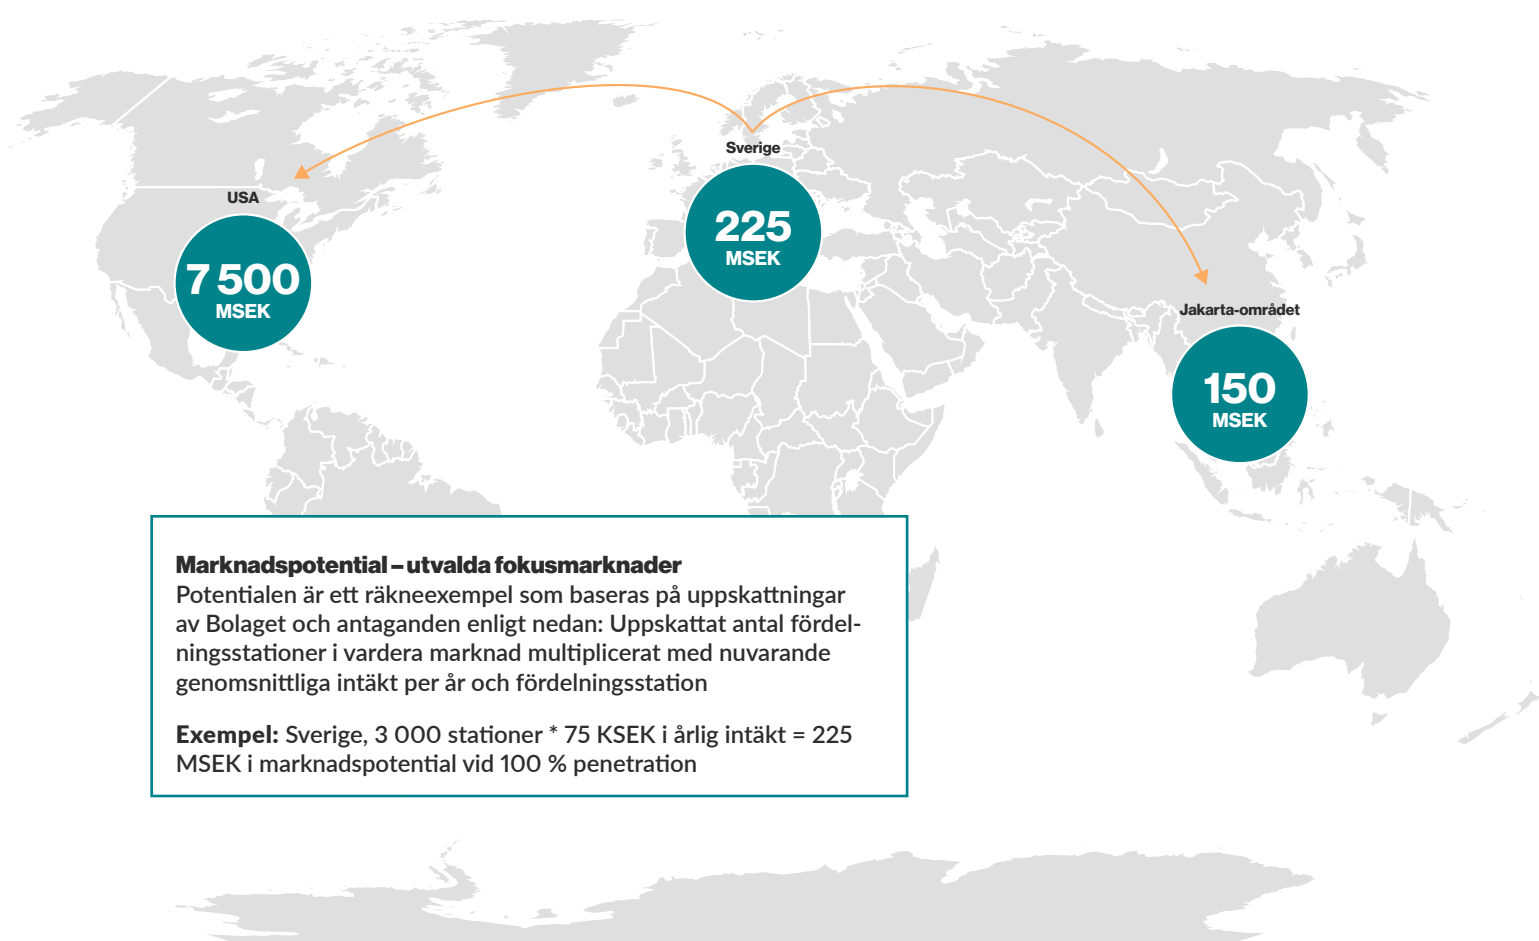 Sverige
225
MSEK
USA
7 500
MSEK
Jakarta-området
150
MSEK
Marknadspotential – utvalda fokusmarknader
Potentialen är ett räkneexempel som baseras på uppskattningar
av Bolaget och antaganden enligt nedan: Uppskattat antal fördel-
ningsstationer i vardera marknad multiplicerat med nuvarande
genomsnittliga intäkt per år och fördelningsstation
Exempel: Sverige, 3 000 stationer * 75 KSEK i årlig intäkt = 225
MSEK i marknadspotential vid 100 % penetration